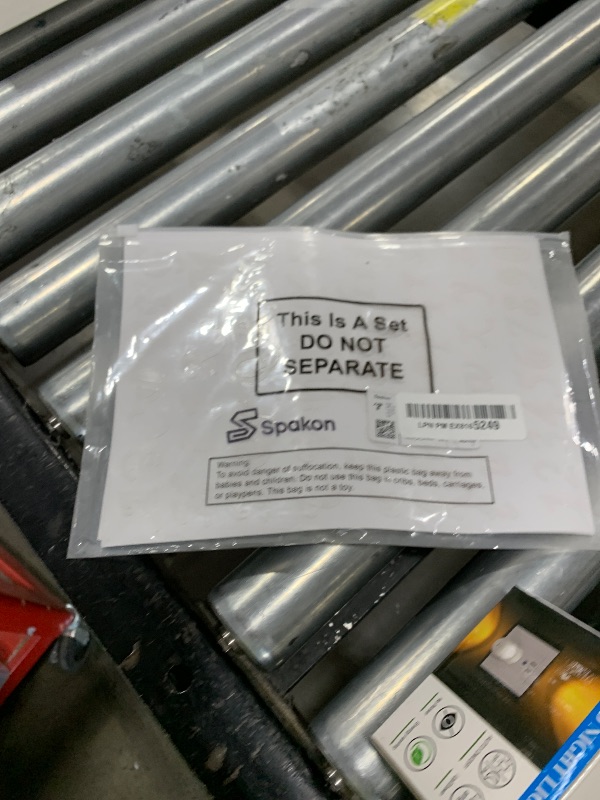 This Is A Set
DO NOT
SEPARATE
Spakon
5249
Warning:
To avoid danger of suffocation, keep this plastic bag away from
babies and children. Do not use this bag in cribs, beds, carriages,
or playpens. This bag is not a toy.
NIGHT